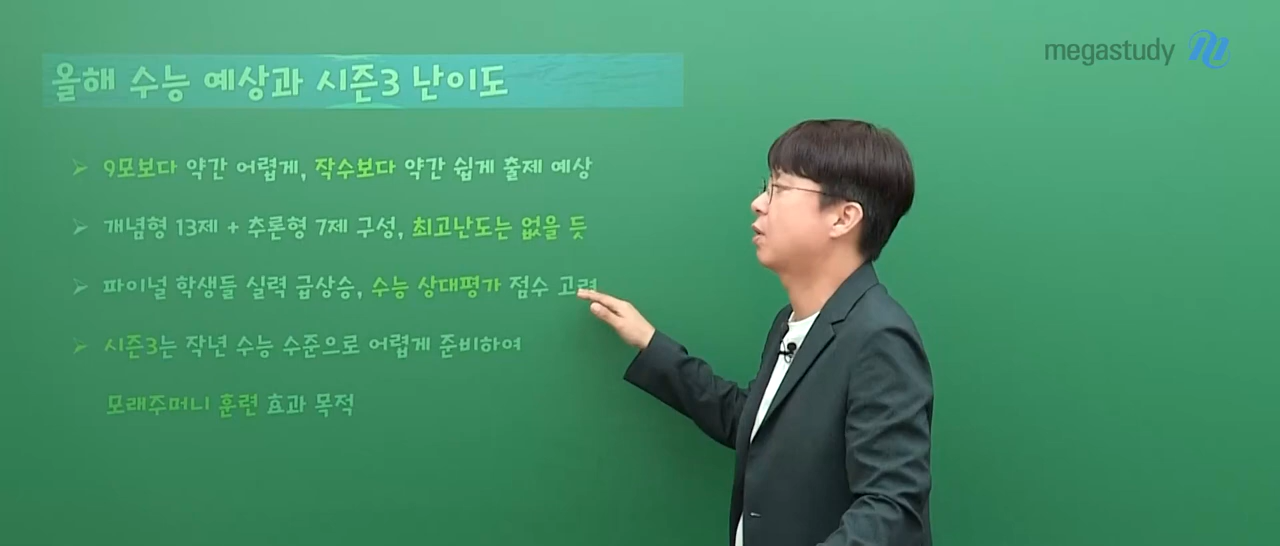 megastudy
올해 수능 예상과 시즌3 난이도
9모보다 약간 어렵게, 작수보다 약간 쉽게 출제 예상
개념형 13제 + 추론형 7제 구성, 최고난도는 없을 듯
파이널 학생들 실력 급상승, 수능 상대평가 점수 고려
시즌3는 작년 수능 수준으로 어렵게 준비하여
모래주머니 훈련 효과 목적